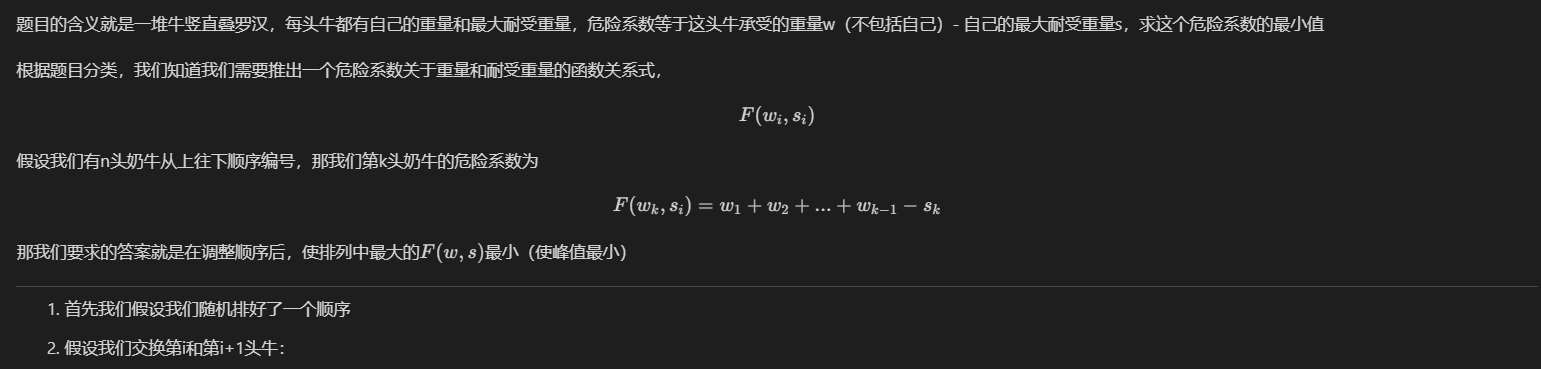 题目的含义就是一堆牛竖直叠罗汉，每头牛都有自己的重量和最大耐受重量，危险系数等于这头牛承受的重量w（不包括自己）- 自己的最大耐受重量s，求这个危险系数的最小值
根据题目分类，我们知道我们需要推出一个危险系数关于重量和耐受重量的函数关系式，
F(w_i, s_i)
假设我们有n头奶牛从上往下顺序编号，那我们第k头奶牛的危险系数为
F(w_k, s_i) = w_1 + w_2 + ... + w_{k-1} - s_k
那我们要求的答案就是在调整顺序后，使排列中最大的F(w, s)最小（使峰值最小）
1. 首先我们假设我们随机排好了一个顺序
2. 假设我们交换第i和第i+1头牛：